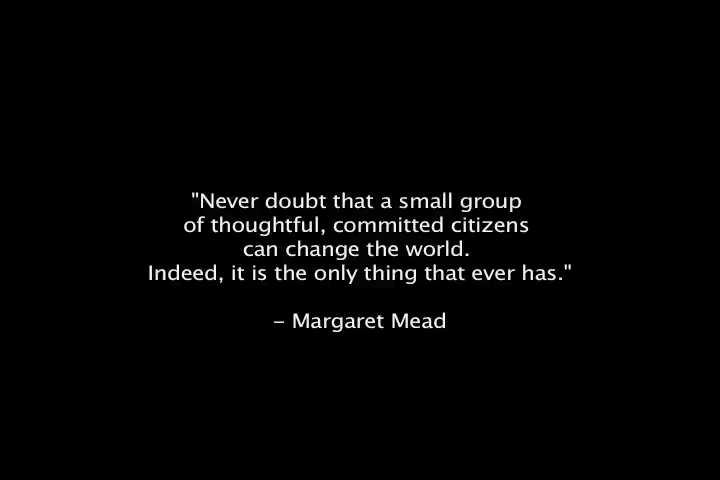 "Never doubt that a small group
of thoughtful, committed citizens
can change the world.
Indeed, it is the only thing that ever has."
– Margaret Mead